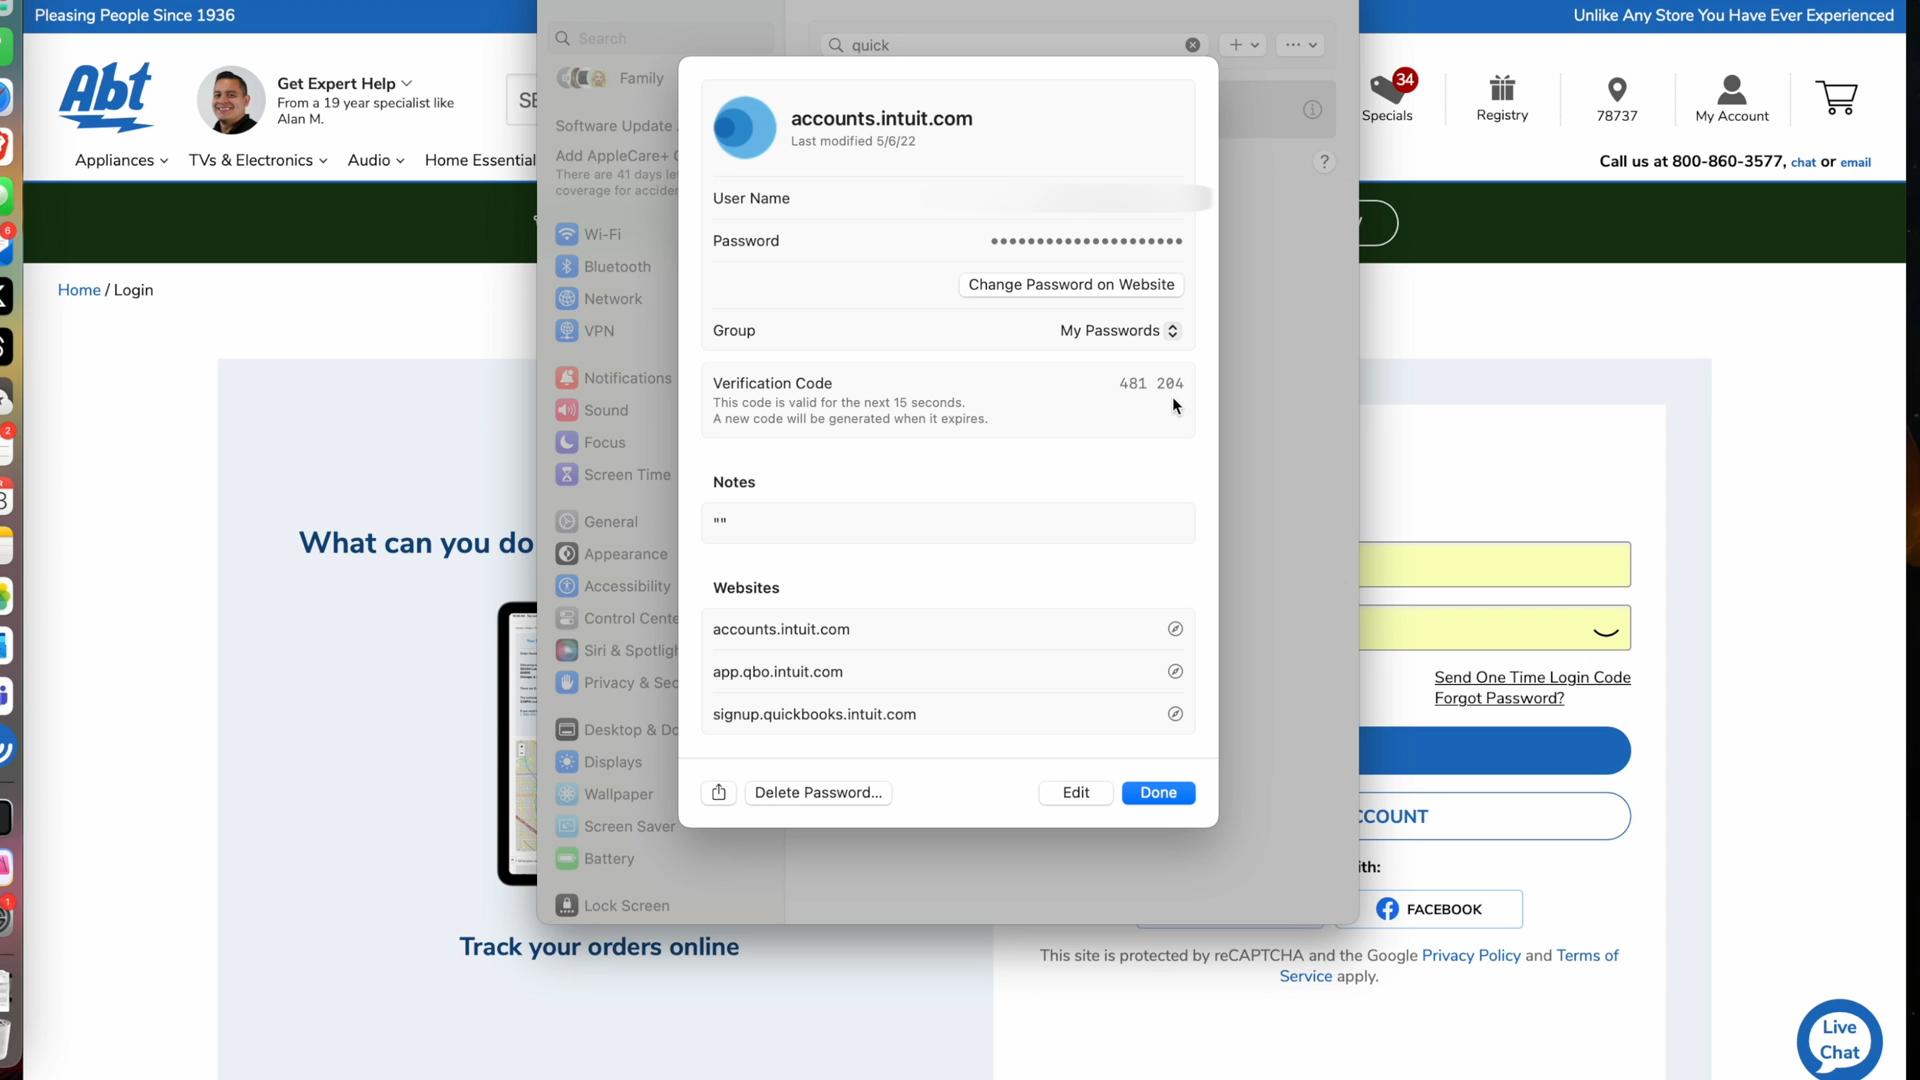 Pleasing People Since 1936
Unlike Any Store You Have Ever Experienced
Abt
Get Expert Help
From a 19 year specialist like
Alan M.
SE
34
Specials
Registry
78737
My Account
Appliances
TVs & Electronics
Audio
Home Essential
Call us at 800-860-3577, chat or email
Home / Login
What can you do
Track your orders online
Search
Family
Software Update
Add AppleCare+
There are 41 days le
coverage for accider
Wi-Fi
Bluetooth
Network
VPN
Notifications
Sound
Focus
Screen Time
General
Appearance
Accessibility
Control Cente
Siri & Spotligh
Privacy & Sec
Desktop & Do
Displays
Wallpaper
Screen Saver
Battery
Lock Screen
quick
?
accounts.intuit.com
Last modified 5/6/22
User Name
Password
Change Password on Website
Group
My Passwords
Verification Code
481 204
This code is valid for the next 15 seconds.
A new code will be generated when it expires.
Notes
""
Websites
accounts.intuit.com
app.qbo.intuit.com
signup.quickbooks.intuit.com
Delete Password...
Edit
Done
Send One Time Login Code
Forgot Password?
CCOUNT
ith:
FACEBOOK
This site is protected by reCAPTCHA and the Google Privacy Policy and Terms of
Service apply.
Live
Chat
6
2
1